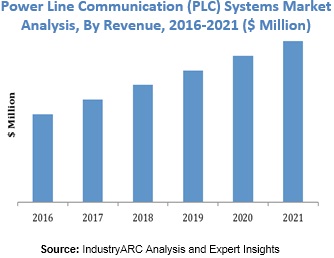 Power Line Communication (PLC) Systems Market
Analysis, By Revenue, 2016-2021 ($ Million)
$ Million
2016 2017 2018 2019 2020 2021
Source: IndustryARC Analysis and Expert Insights